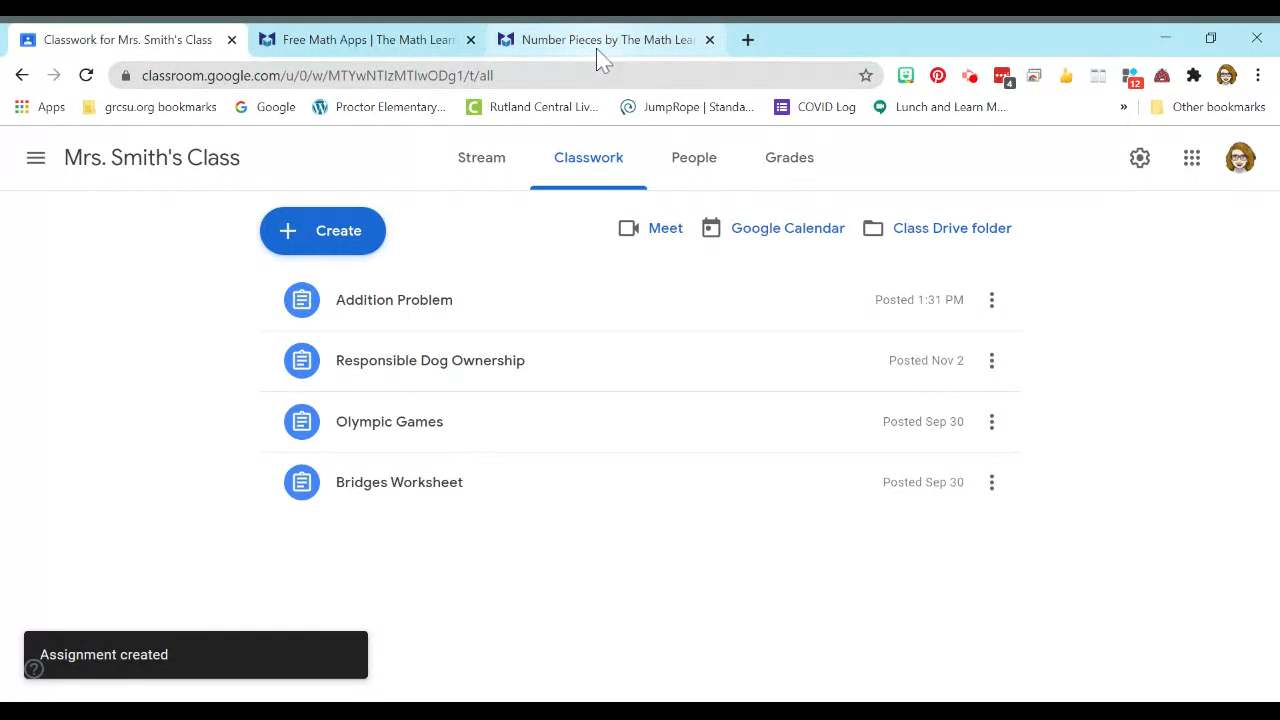 Classwork for Mrs. Smith's Class
Free Math Apps | The Math Lear
Number Pieces by The Math Lea
classroom.google.com/u/0/w/MTYwNTIzMTIwODg1/t/all
4
12
Apps
grcsu.org bookmarks
Google
Proctor Elementary...
Rutland Central Liv...
JumpRope | Standa...
COVID Log
Lunch and Learn M...
»
Other bookmarks
Mrs. Smith's Class
Stream
Classwork
People
Grades
+ Create
Meet
Google Calendar
Class Drive folder
Addition Problem
Posted 1:31 PM
Responsible Dog Ownership
Posted Nov 2
Olympic Games
Posted Sep 30
Bridges Worksheet
Posted Sep 30
Assignment created
?